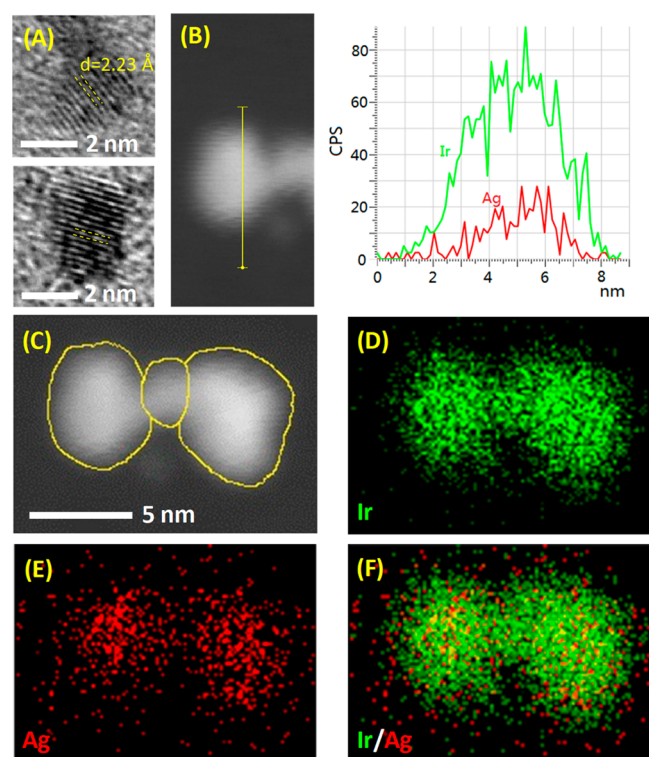 (A)
d=2.23 Å
2 nm
2 nm
(B)
CPS
80
60
40
20
0
Ir
Ag
0 2 4 6 8
nm
(C)
5 nm
(D)
Ir
(E)
Ag
(F)
Ir/Ag